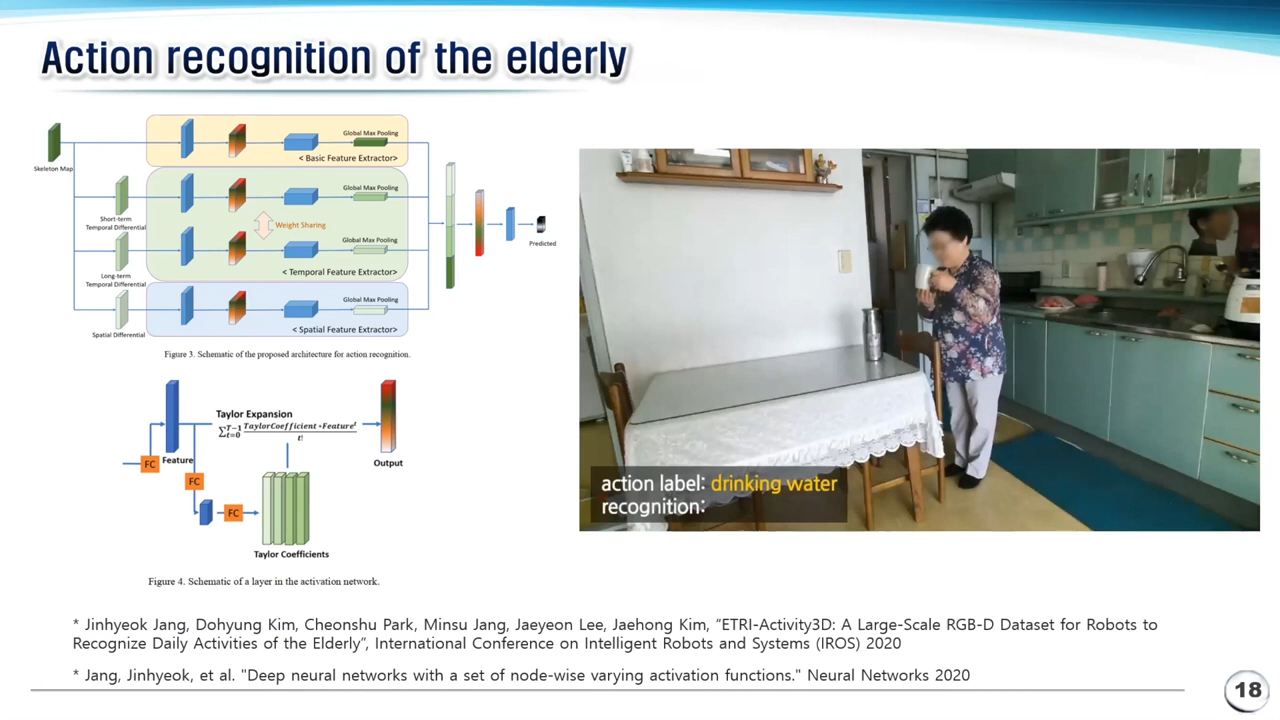 Action recognition of the elderly
Skeleton Map
Global Max Pooling
< Basic Feature Extractor>
Short-term
Temporal Differential
Global Max Pooling
Weight Sharing
Long-term
Temporal Differential
Global Max Pooling
< Temporal Feature Extractor>
Spatial Differential
Global Max Pooling
< Spatial Feature Extractor>
Predicted
Figure 3. Schematic of the proposed architecture for action recognition.
FC
Feature
FC
FC
Taylor Expansion
∑_{t=0}^{T−1} TaylorCoefficient∗Feature^t / t!
Output
Taylor Coefficients
Figure 4. Schematic of a layer in the activation network.
action label: drinking water
recognition:
* Jinhyeok Jang, Dohyung Kim, Cheonshu Park, Minsu Jang, Jaeyeon Lee, Jaehong Kim, “ETRI-Activity3D: A Large-Scale RGB-D Dataset for Robots to
Recognize Daily Activities of the Elderly”, International Conference on Intelligent Robots and Systems (IROS) 2020
* Jang, Jinhyeok, et al. "Deep neural networks with a set of node-wise varying activation functions." Neural Networks 2020
18